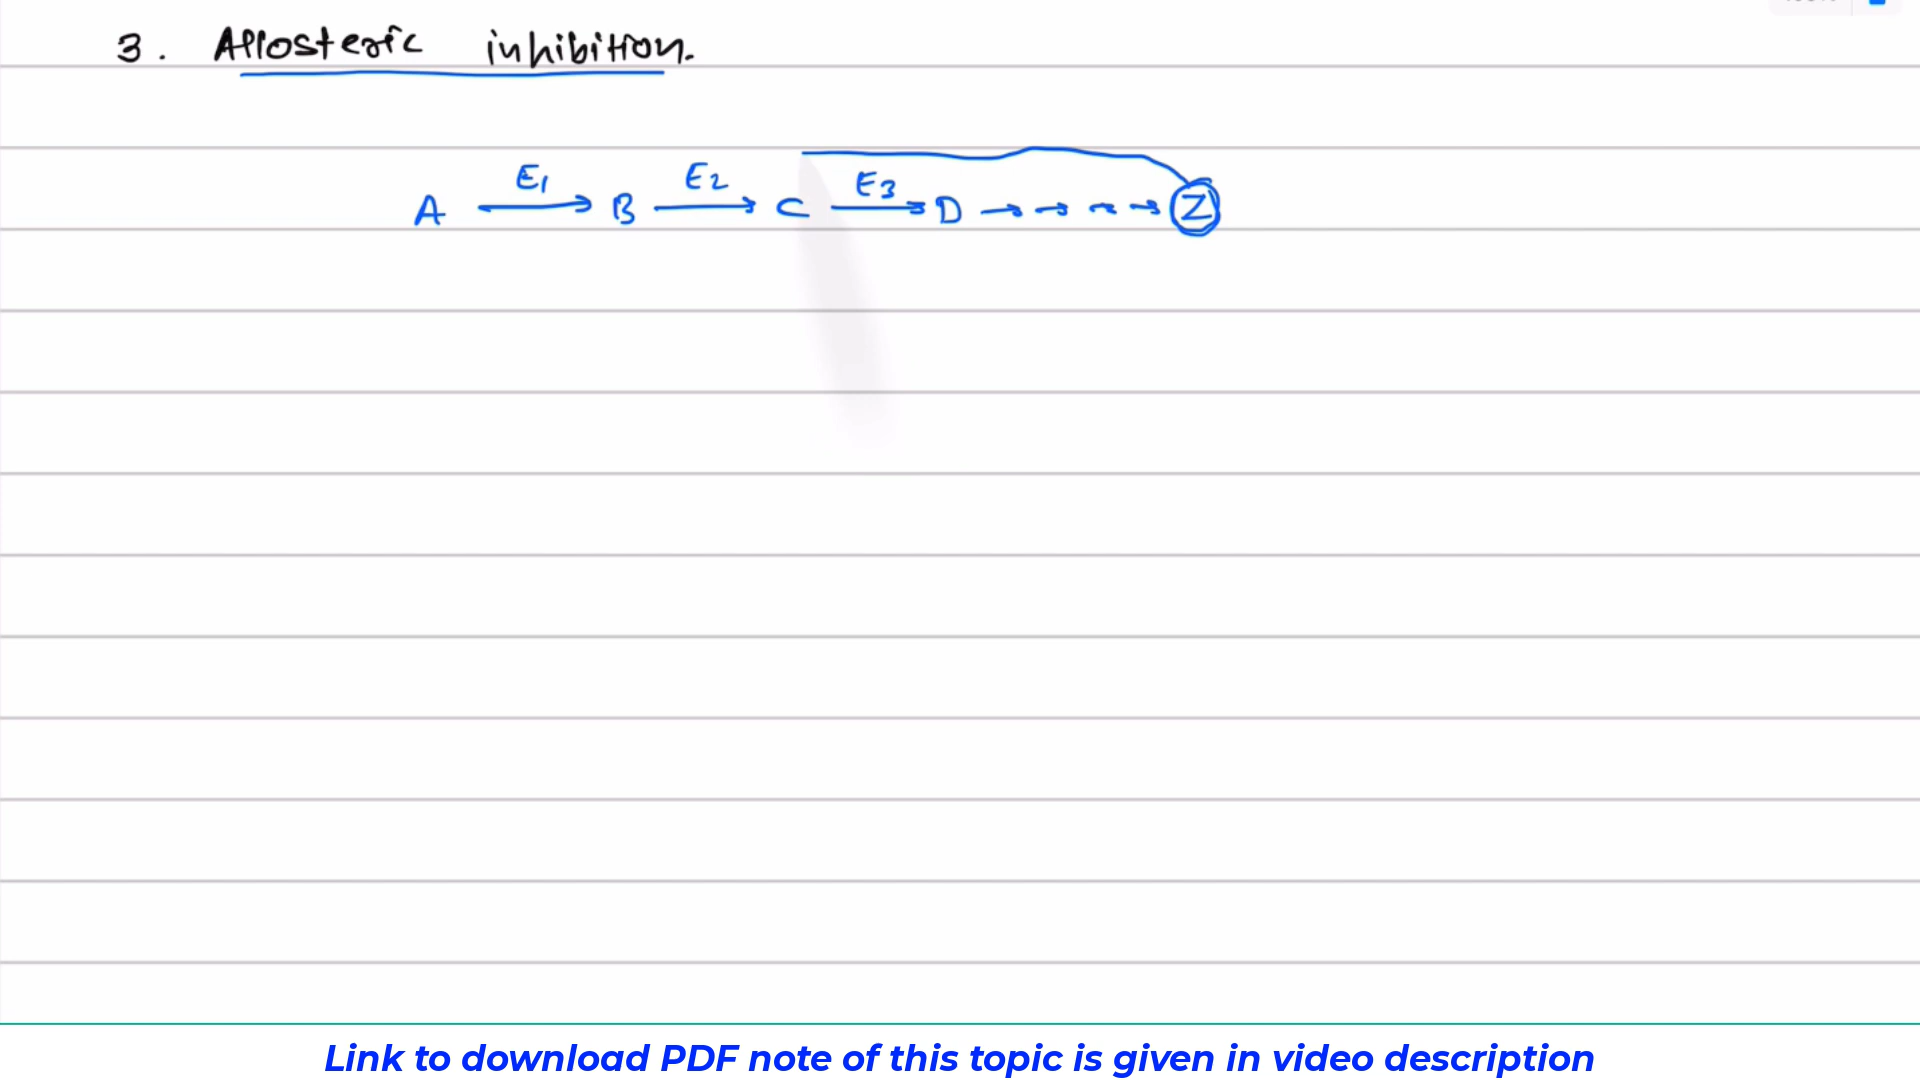 3. Allosteric inhibition.
E1 E2 E3
A → B → C → D → → → → Z
Link to download PDF note of this topic is given in video description